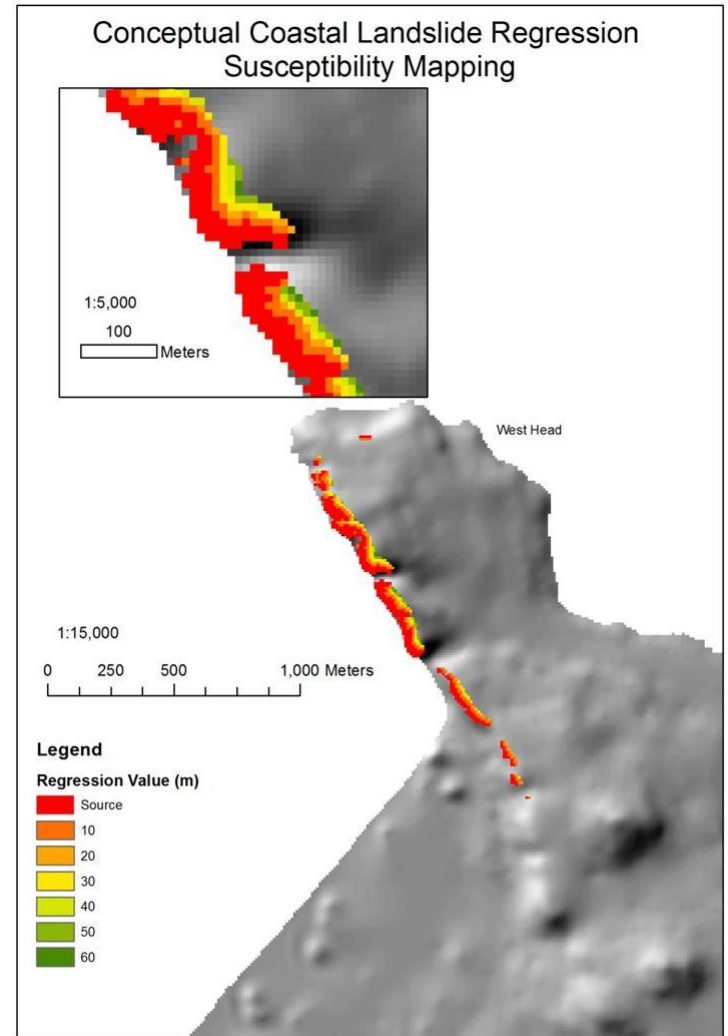 Conceptual Coastal Landslide Regression
Susceptibility Mapping
1:5,000
100
Meters
West Head
1:15,000
0 250 500 1,000 Meters
Legend
Regression Value (m)
Source
10
20
30
40
50
60